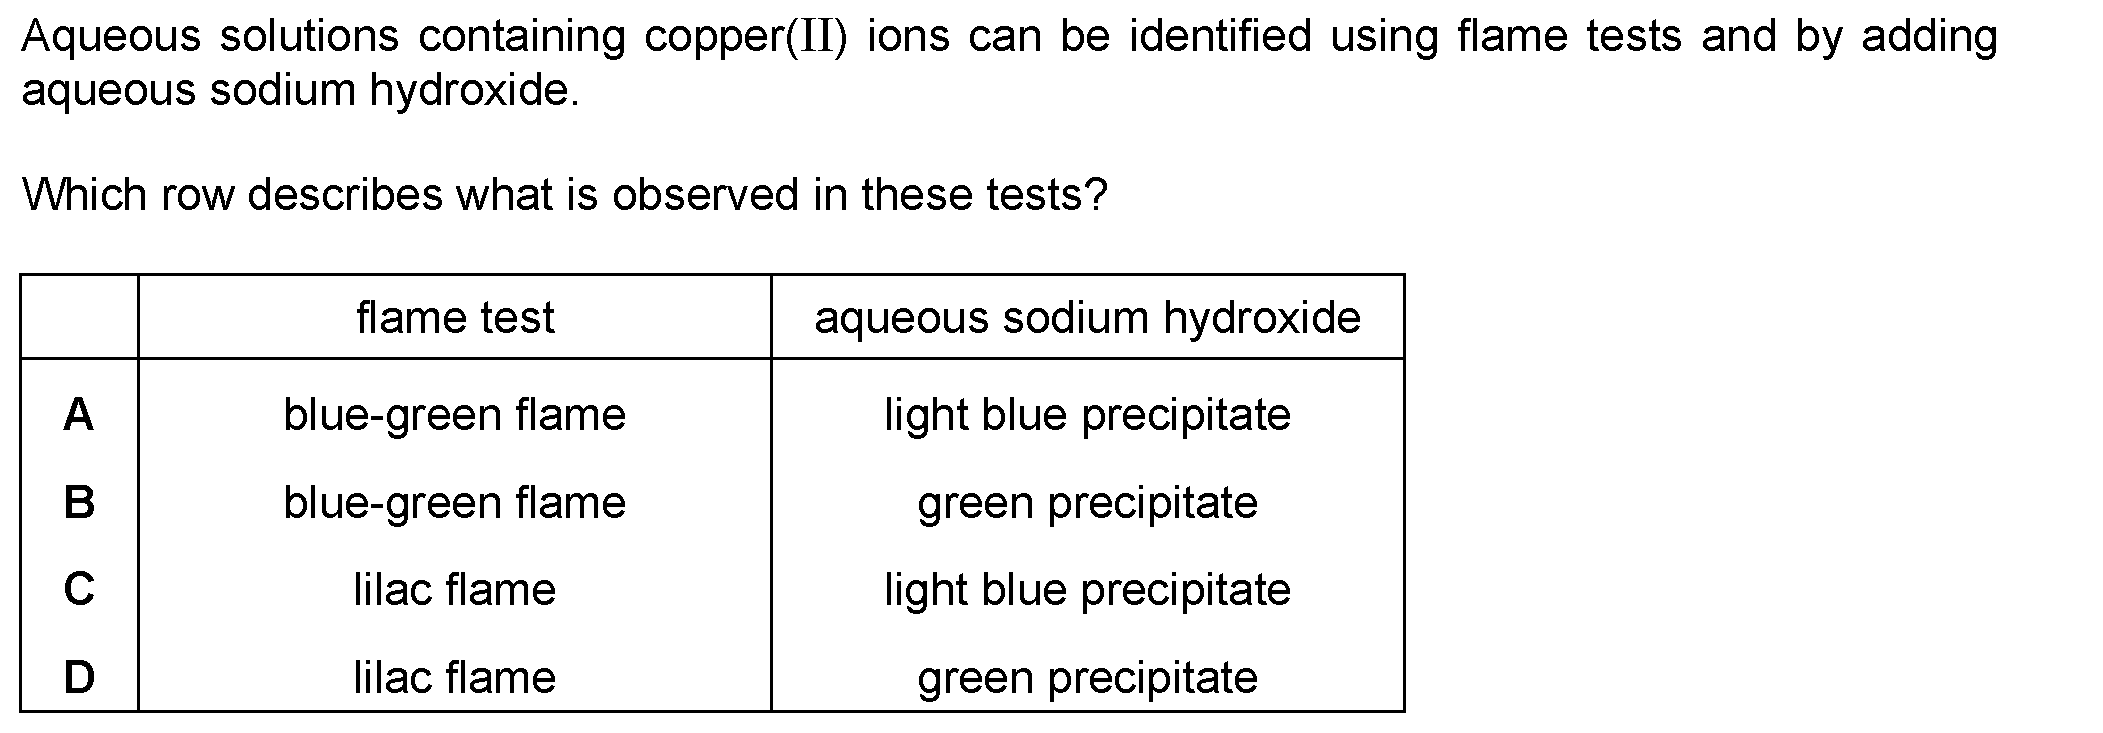 Aqueous solutions containing copper(II) ions can be identified using flame tests and by adding
aqueous sodium hydroxide.
Which row describes what is observed in these tests?
flame test aqueous sodium hydroxide
A blue-green flame light blue precipitate
B blue-green flame green precipitate
C lilac flame light blue precipitate
D lilac flame green precipitate